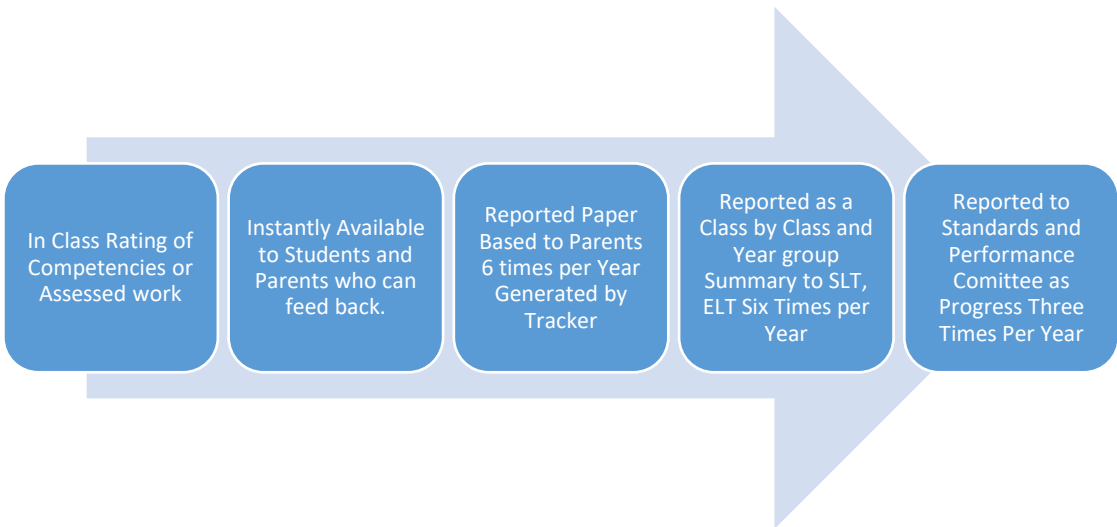 In Class Rating of
Competencies or
Assessed work
Instantly Available
to Students and
Parents who can
feed back.
Reported Paper
Based to Parents
6 times per Year
Generated by
Tracker
Reported as a
Class by Class and
Year group
Summary to SLT,
ELT Six Times per
Year
Reported to
Standards and
Performance
Comittee as
Progress Three
Times Per Year